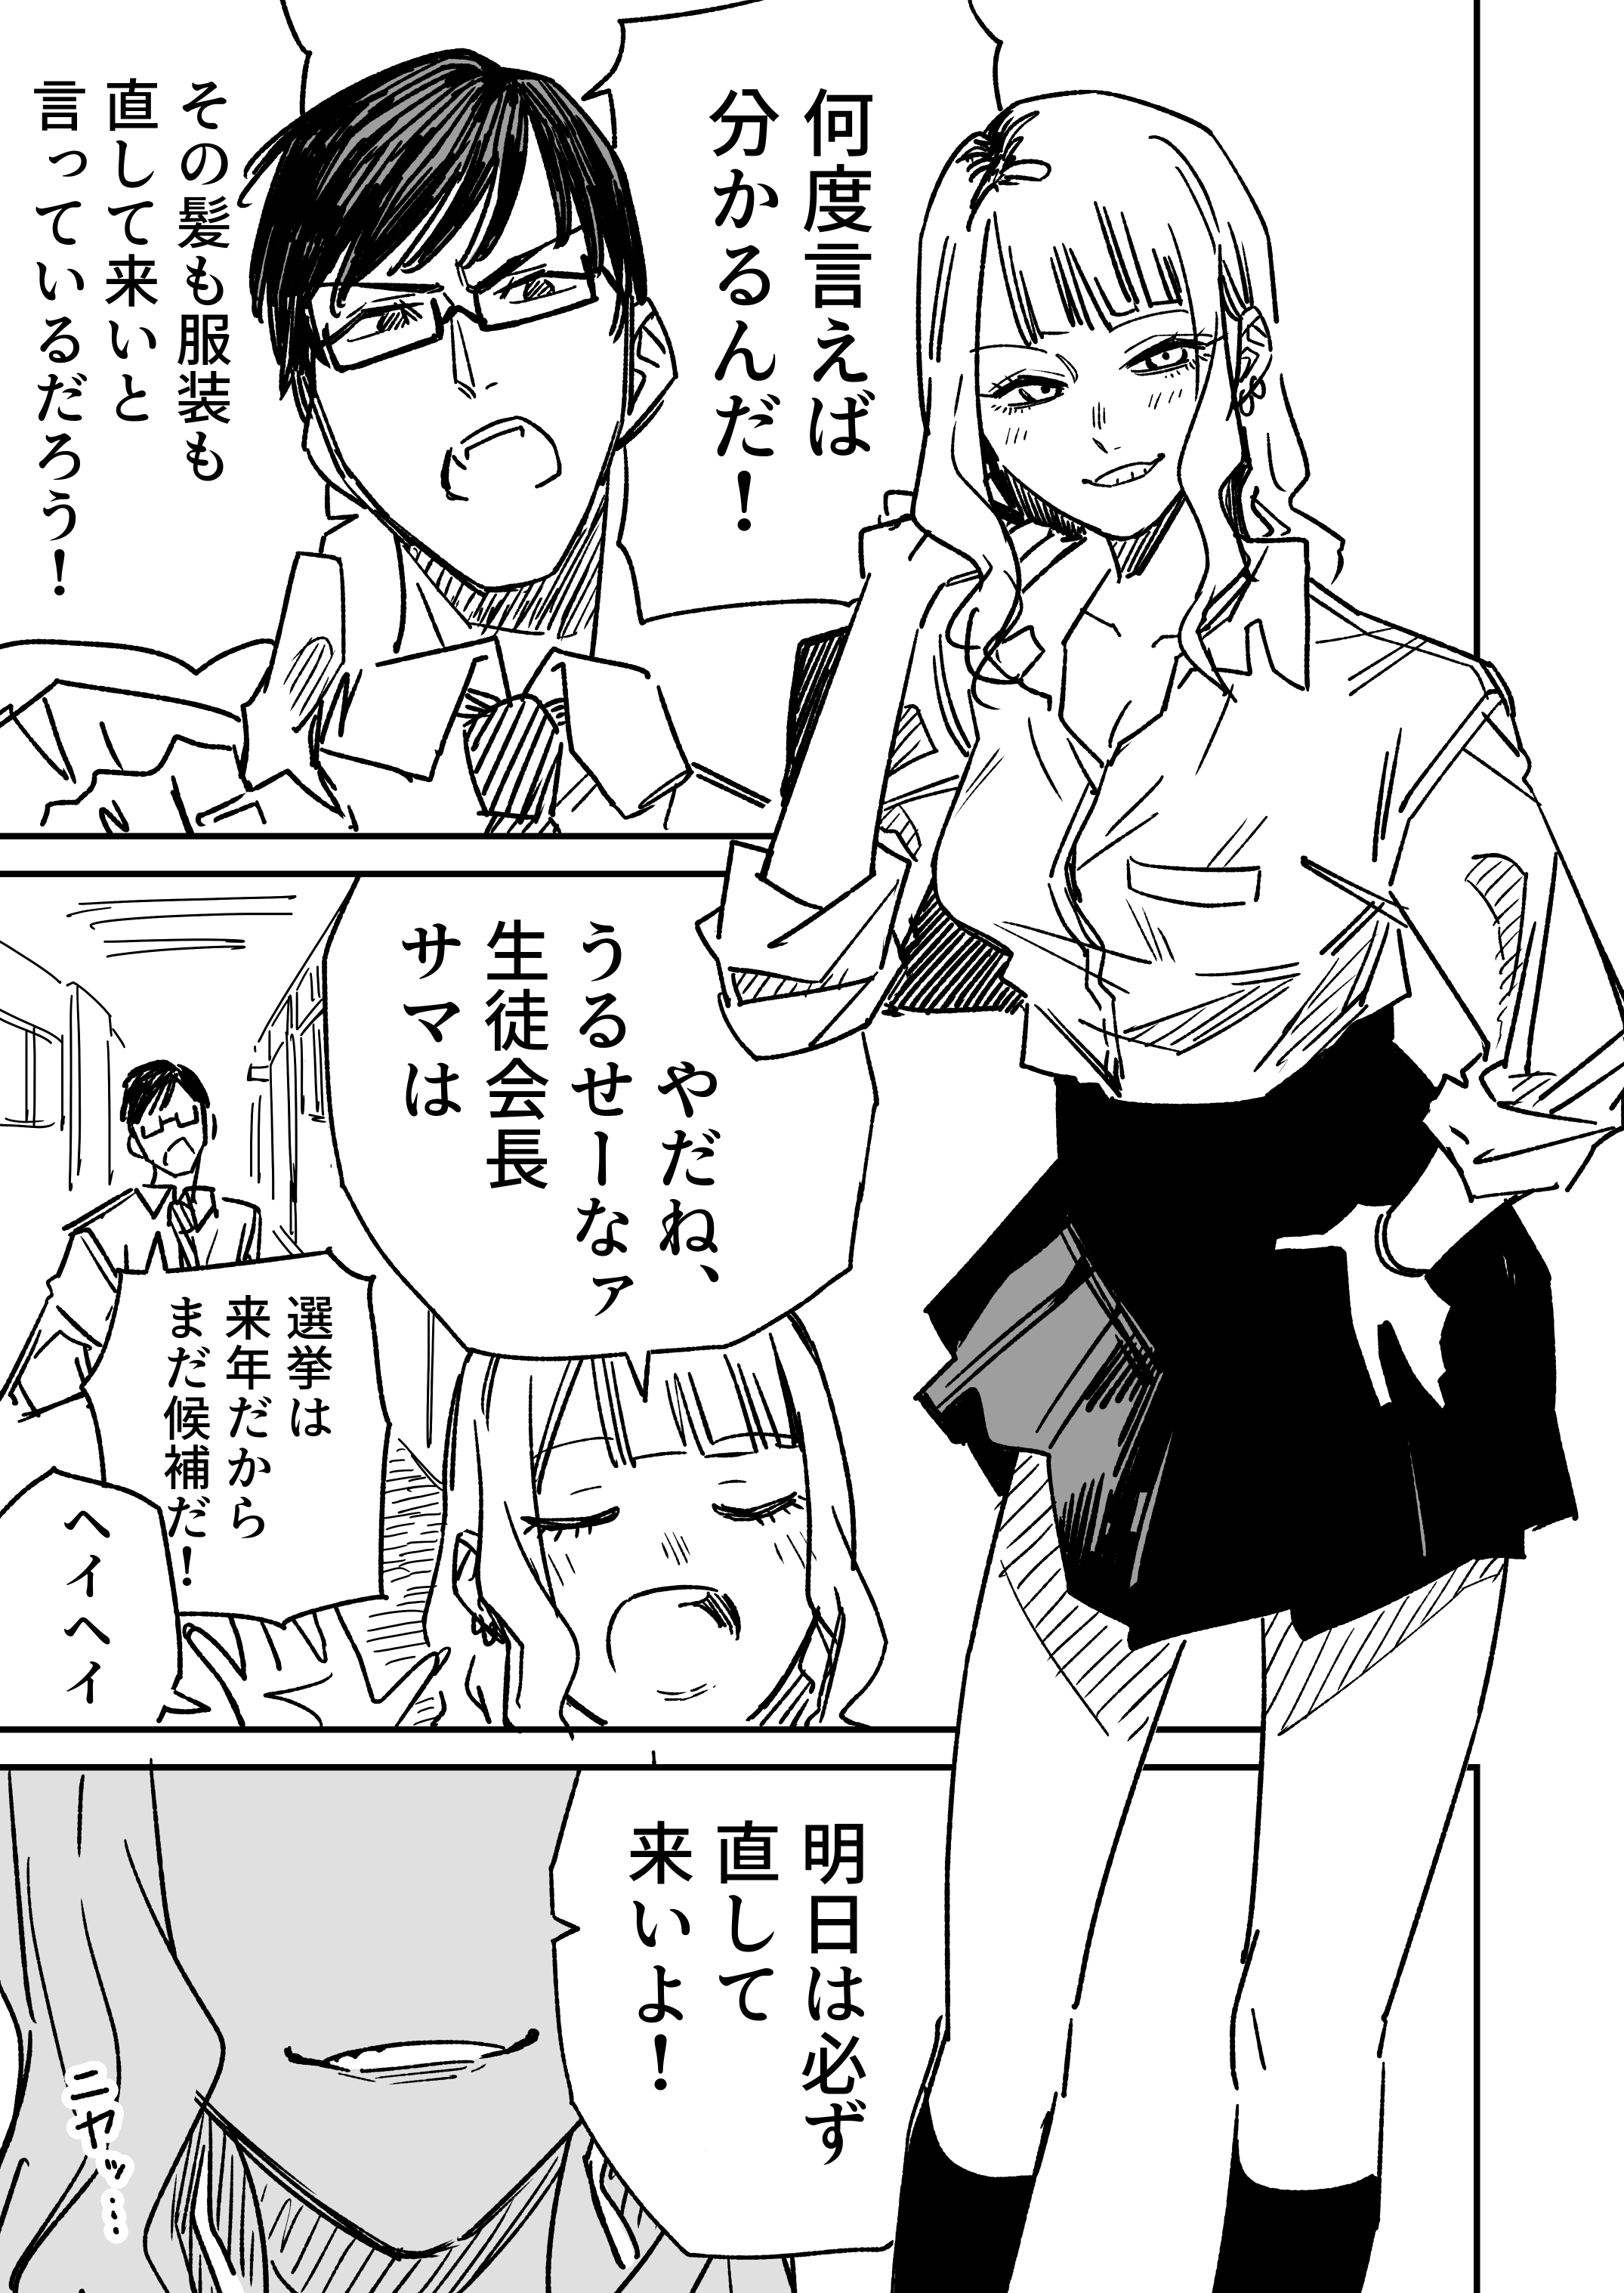 何度言えば
分かるんだ！
その髪も服装も
直して来いと
言っているだろう！
やだね、
うるせーなァ
生徒会長
サマは
選挙は
来年だから
まだ候補だ！
ヘイヘイ
明日は必ず
直して
来いよ！
ニヤッ…